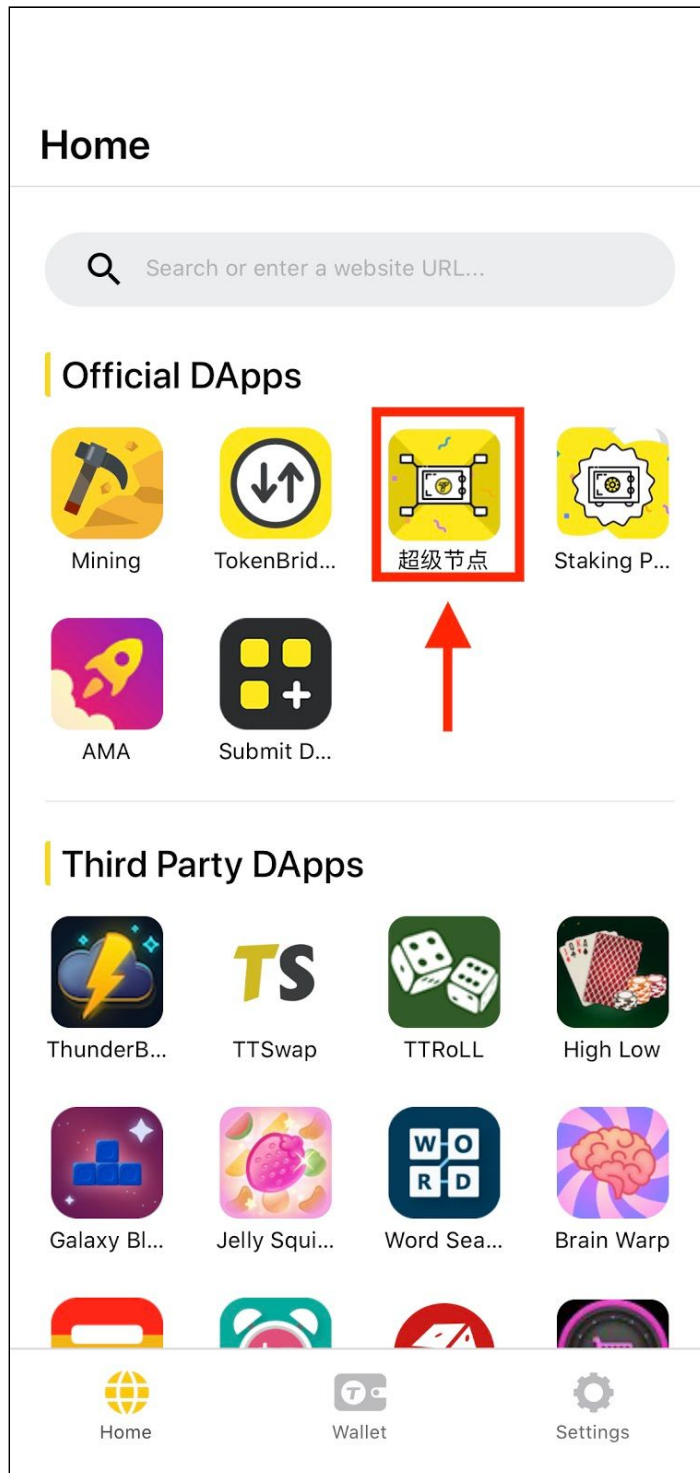 Home
Search or enter a website URL...
Official DApps
Mining
TokenBrid...
超级节点
Staking P...
AMA
Submit D...
Third Party DApps
TS
W O
R D
ThunderB...
TTSwap
TTRoLL
High Low
Galaxy Bl...
Jelly Squi...
Word Sea...
Brain Warp
Home
Wallet
Settings